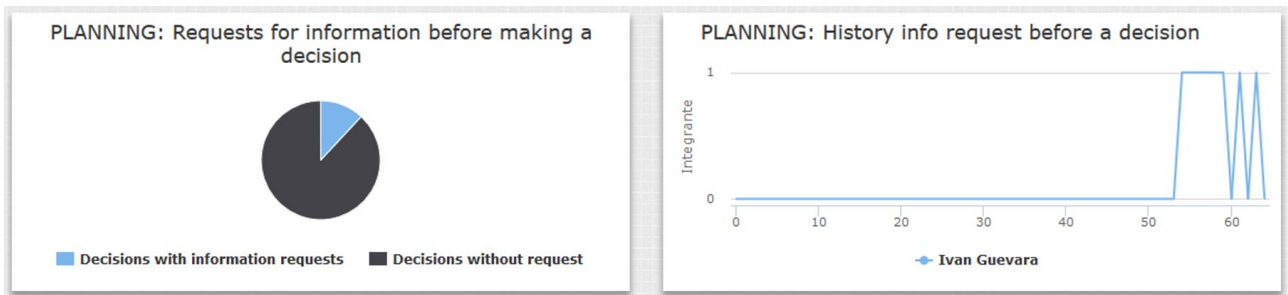 PLANNING: Requests for information before making a
decision
Decisions with information requests
Decisions without request
PLANNING: History info request before a decision
1
Integrante
0
0 10 20 30 40 50 60
Ivan Guevara